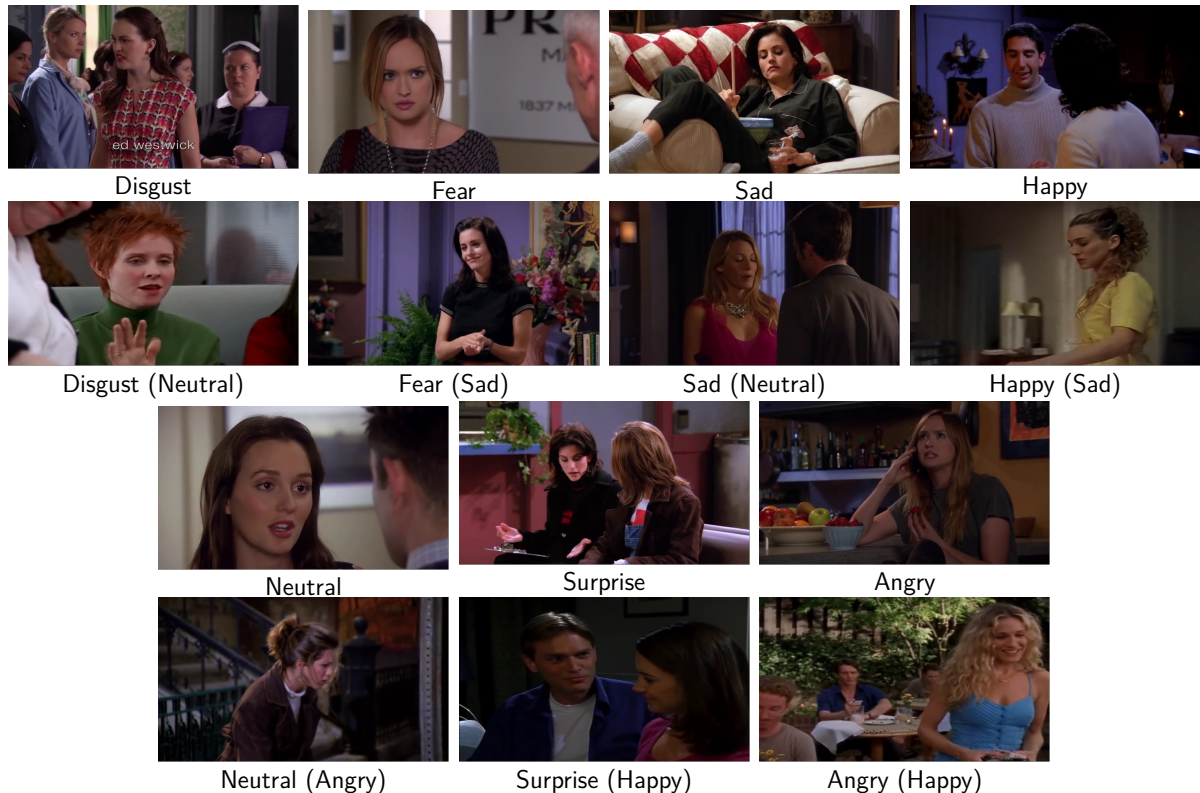 ed westwick
PR
MA
1837 M
Disgust
Fear
Sad
Happy
Disgust (Neutral)
Fear (Sad)
Sad (Neutral)
Happy (Sad)
Neutral
Surprise
Angry
Neutral (Angry)
Surprise (Happy)
Angry (Happy)